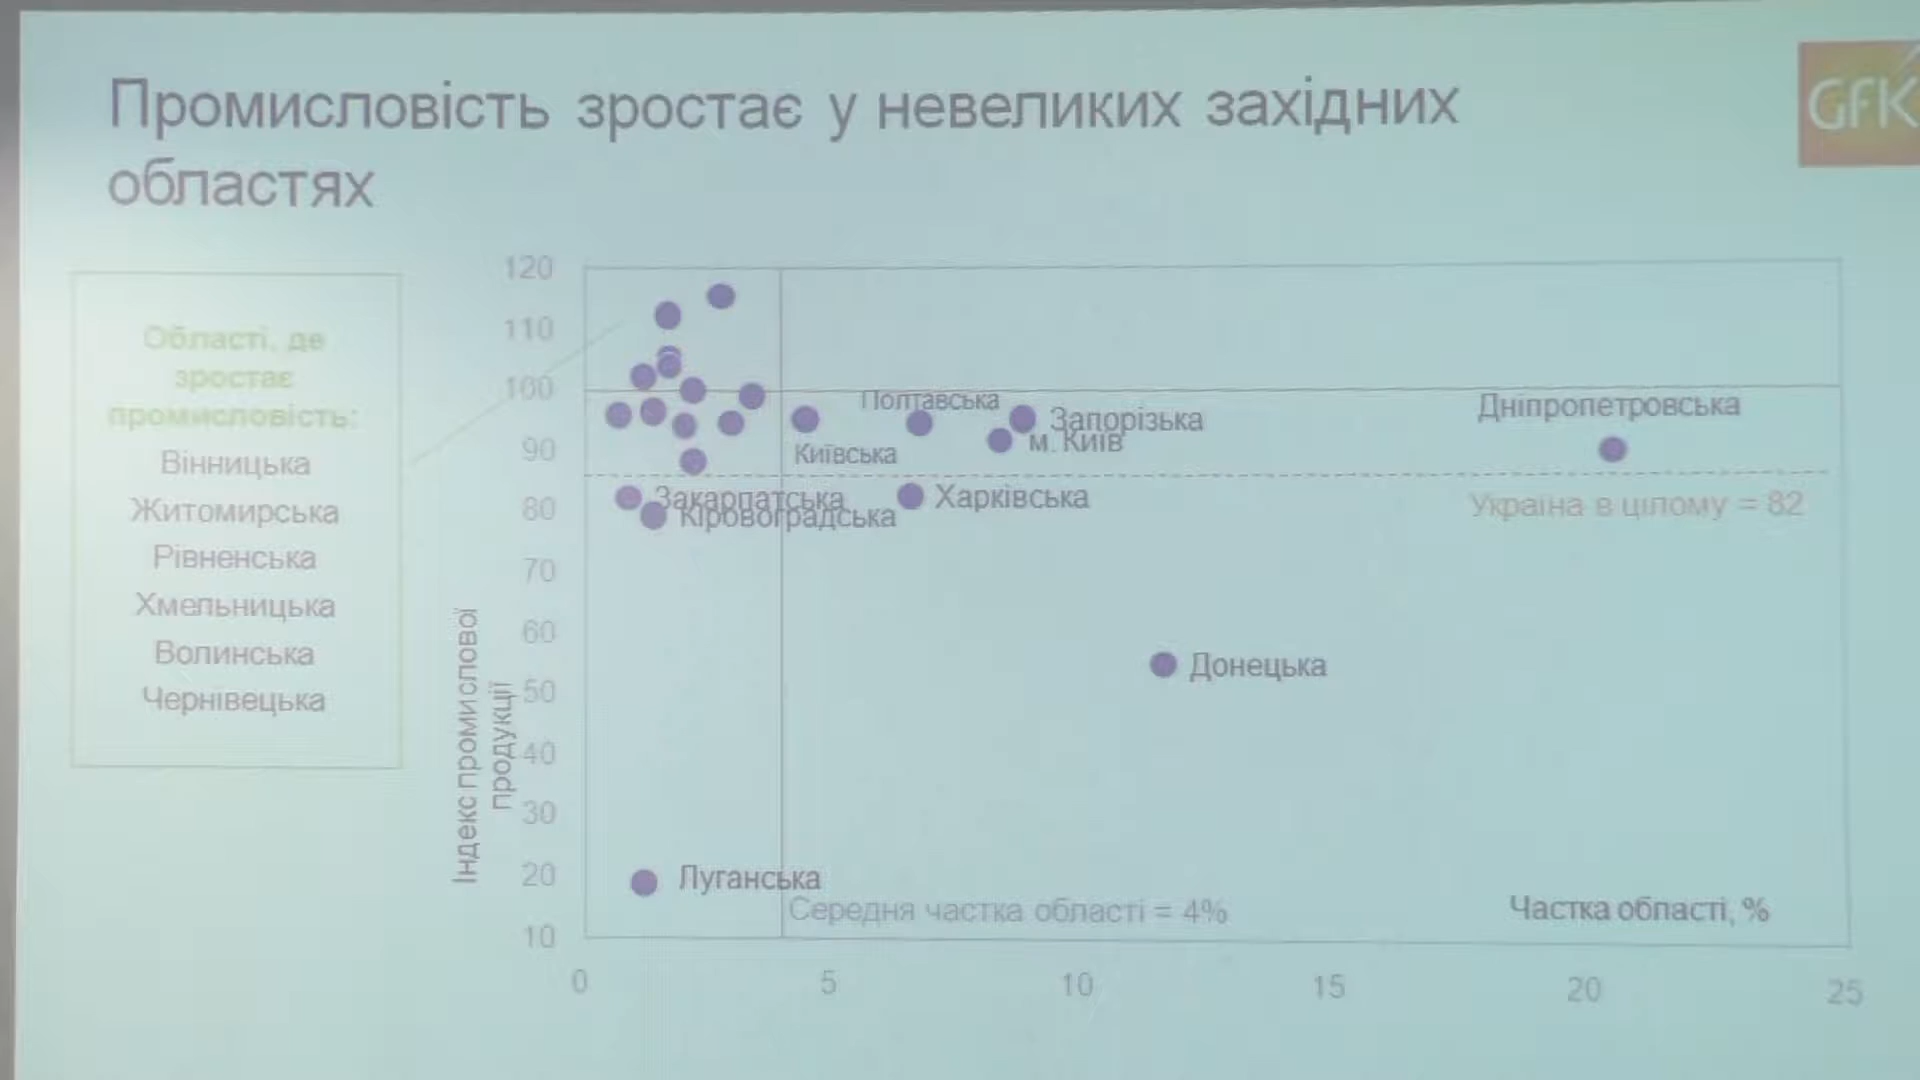 Промисловість зростає у невеликих західних
областях
GFK
Області, де
зростає
промисловість:
Вінницька
Житомирська
Рівненська
Хмельницька
Волинська
Чернівецька
Індекс промислової
продукції
120
110
100
90
80
70
60
50
40
30
20
10
Полтавська
Запорізька
м. Київ
Київська
Дніпропетровська
Закарпатська
Кіровоградська
Харківська
Україна в цілому = 82
Донецька
Луганська
Середня частка області = 4%
Частка області, %
0
5
10
15
20
25